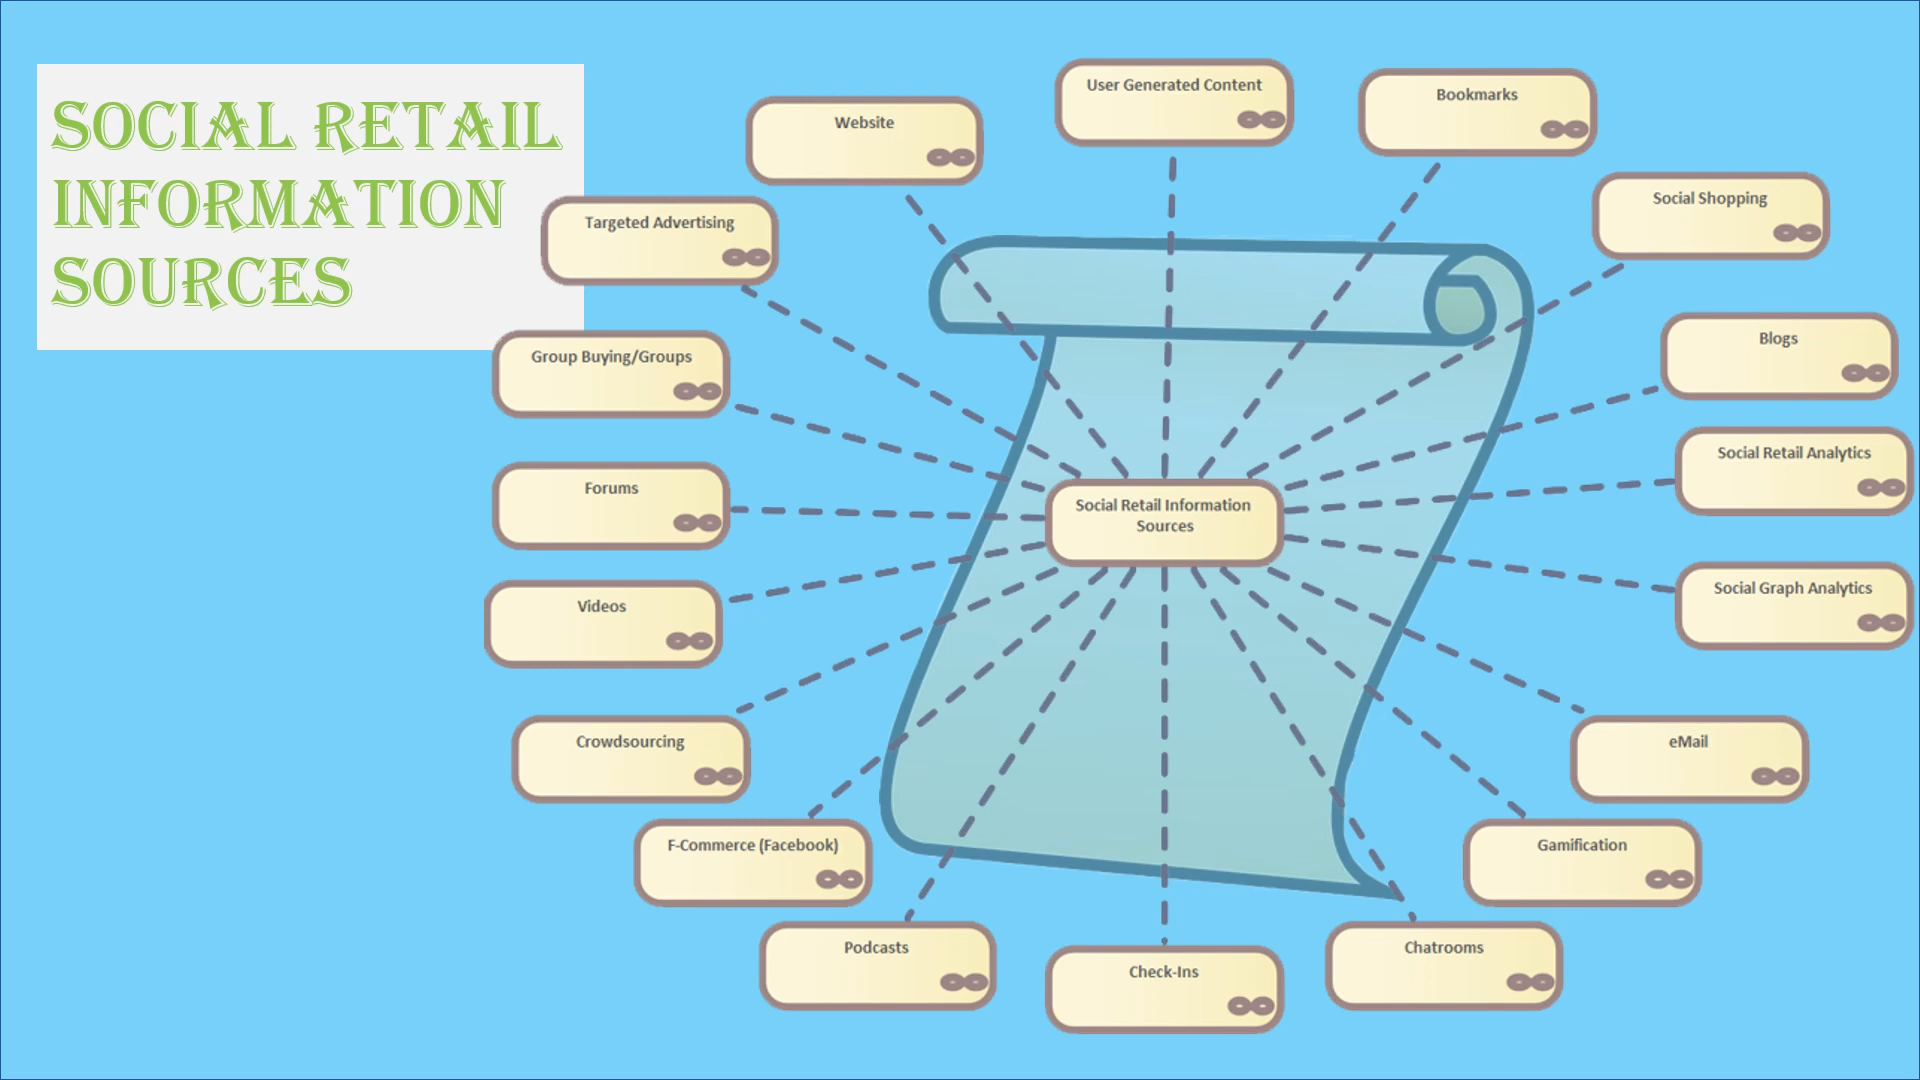 SOCIAL RETAIL
INFORMATION
SOURCES
User Generated Content
Bookmarks
Website
Social Shopping
Targeted Advertising
Blogs
Group Buying/Groups
Social Retail Analytics
Forums
Social Retail Information
Sources
Social Graph Analytics
Videos
Crowdsourcing
eMail
F-Commerce (Facebook)
Gamification
Podcasts
Chatrooms
Check-Ins